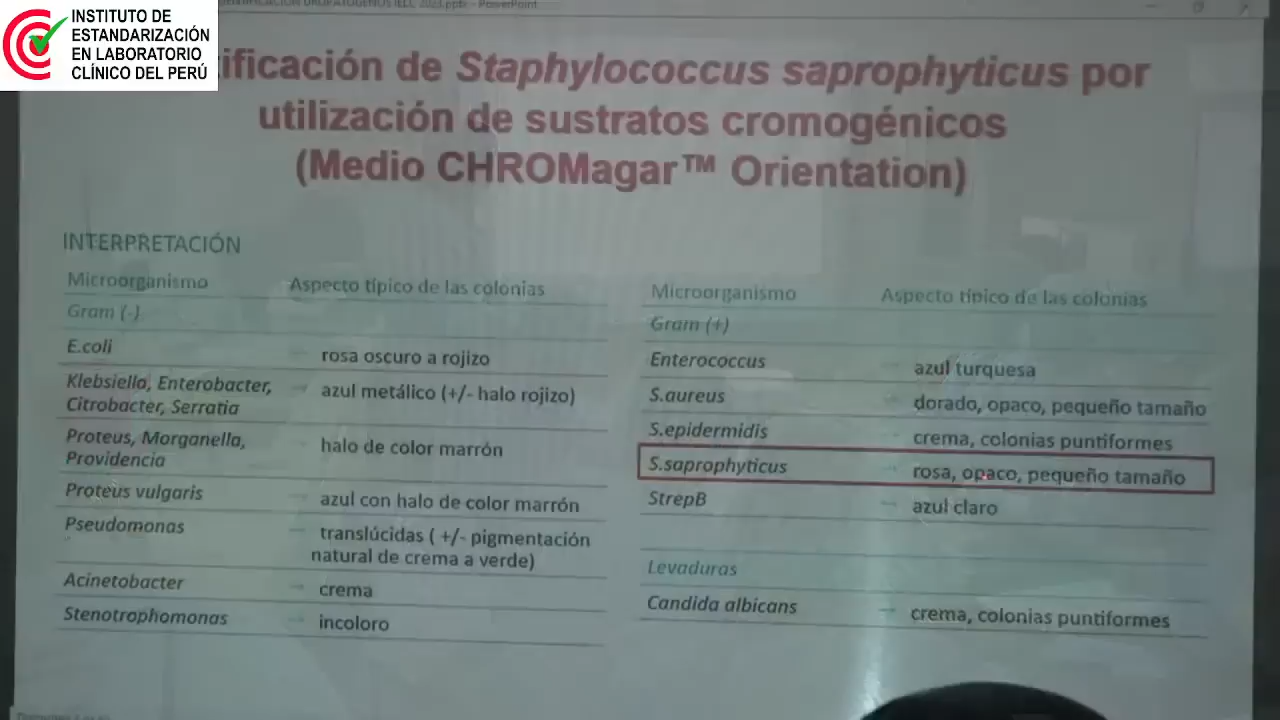 INSTITUTO DE
ESTANDARIZACIÓN
EN LABORATORIO
CLÍNICO DEL PERÚ
UROPATOGENOS IELC 2023.pptx - PowerPoint
ificación de Staphylococcus saprophyticus por
utilización de sustratos cromogénicos
(Medio CHROMagar™ Orientation)
INTERPRETACIÓN
Microorganismo Aspecto típico de las colonias
Gram (-)
E.coli rosa oscuro a rojizo
Klebsiella, Enterobacter, azul metálico (+/- halo rojizo)
Citrobacter, Serratia
Proteus, Morganella, halo de color marrón
Providencia
Proteus vulgaris azul con halo de color marrón
Pseudomonas translúcidas ( +/- pigmentación
natural de crema a verde)
Acinetobacter crema
Stenotrophomonas incoloro
Microorganismo Aspecto típico de las colonias
Gram (+)
Enterococcus azul turquesa
S.aureus dorado, opaco, pequeño tamaño
S.epidermidis crema, colonias puntiformes
S.saprophyticus rosa, opaco, pequeño tamaño
StrepB azul claro
Levaduras
Candida albicans crema, colonias puntiformes